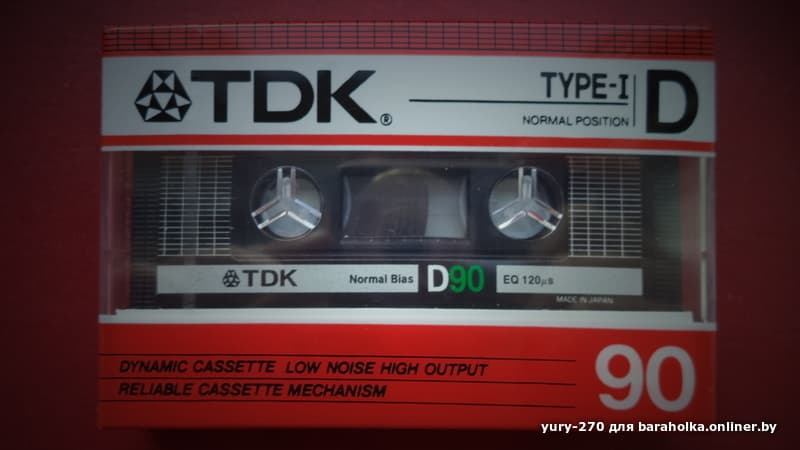 TDK®
TYPE-I
NORMAL POSITION
D
TDK
Normal Bias
D90
EQ 120μs
MADE IN JAPAN
DYNAMIC CASSETTE LOW NOISE HIGH OUTPUT
RELIABLE CASSETTE MECHANISM
90
yury-270 для baraholka.onliner.by